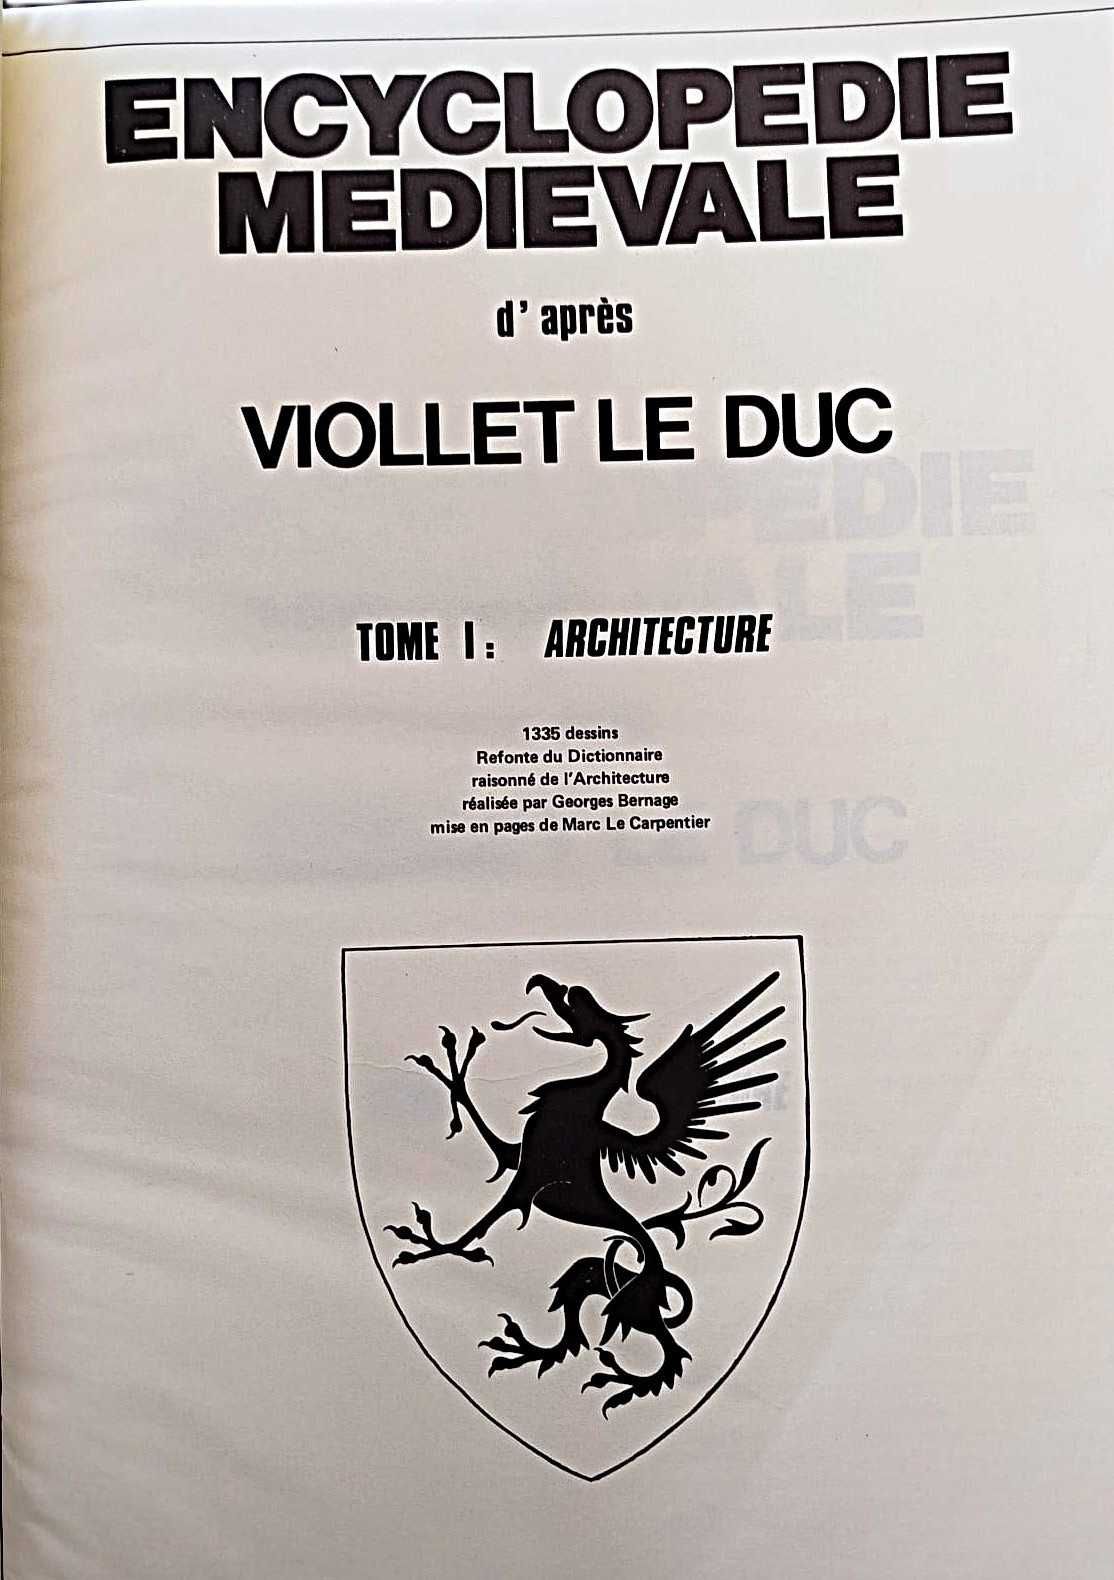 ENCYCLOPEDIE
MEDIEVALE
d' après
VIOLLET LE DUC
TOME I : ARCHITECTURE
1335 dessins
Refonte du Dictionnaire
raisonné de l'Architecture
réalisée par Georges Bernage
mise en pages de Marc Le Carpentier